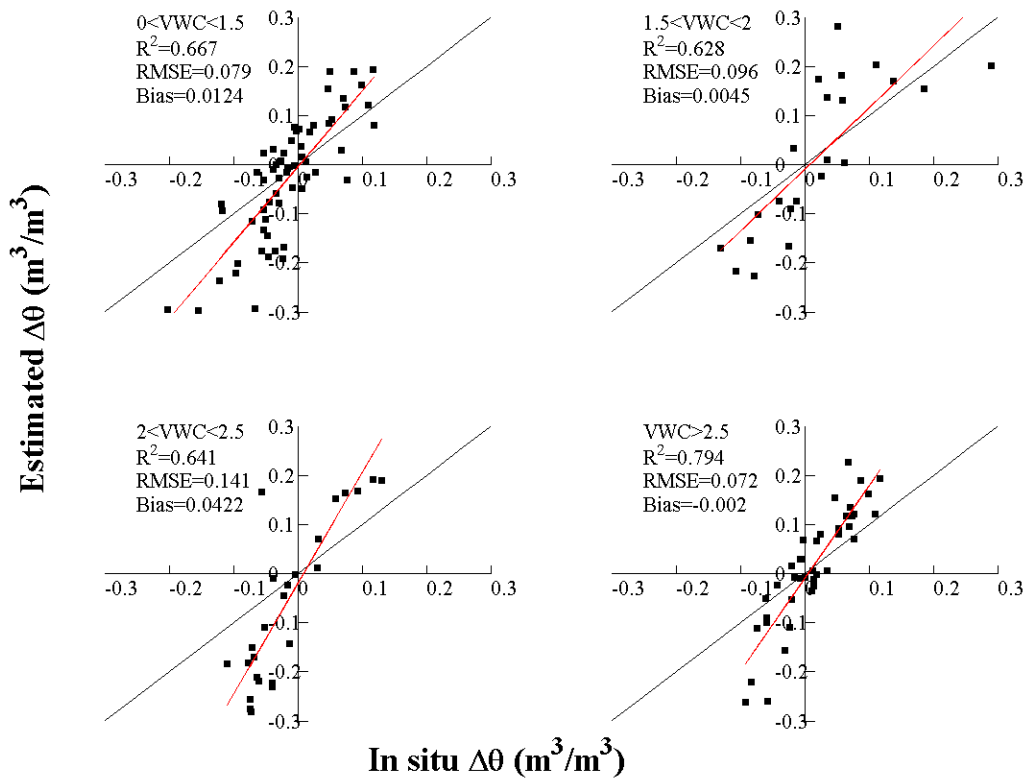 0<VWC<1.5
R²=0.667
RMSE=0.079
Bias=0.0124
0.3
0.2
0.1
0
-0.3 -0.2 -0.1 0.1 0.2 0.3
-0.1
-0.2
-0.3
1.5<VWC<2
R²=0.628
RMSE=0.096
Bias=0.0045
0.3
0.2
0.1
0
-0.3 -0.2 -0.1 0.1 0.2 0.3
-0.1
-0.2
-0.3
Estimated Δθ (m³/m³)
2<VWC<2.5
R²=0.641
RMSE=0.141
Bias=0.0422
0.3
0.2
0.1
0
-0.3 -0.2 -0.1 0.1 0.2 0.3
-0.1
-0.2
-0.3
VWC>2.5
R²=0.794
RMSE=0.072
Bias=-0.002
0.3
0.2
0.1
0
-0.3 -0.2 -0.1 0.1 0.2 0.3
-0.1
-0.2
-0.3
In situ Δθ (m³/m³)